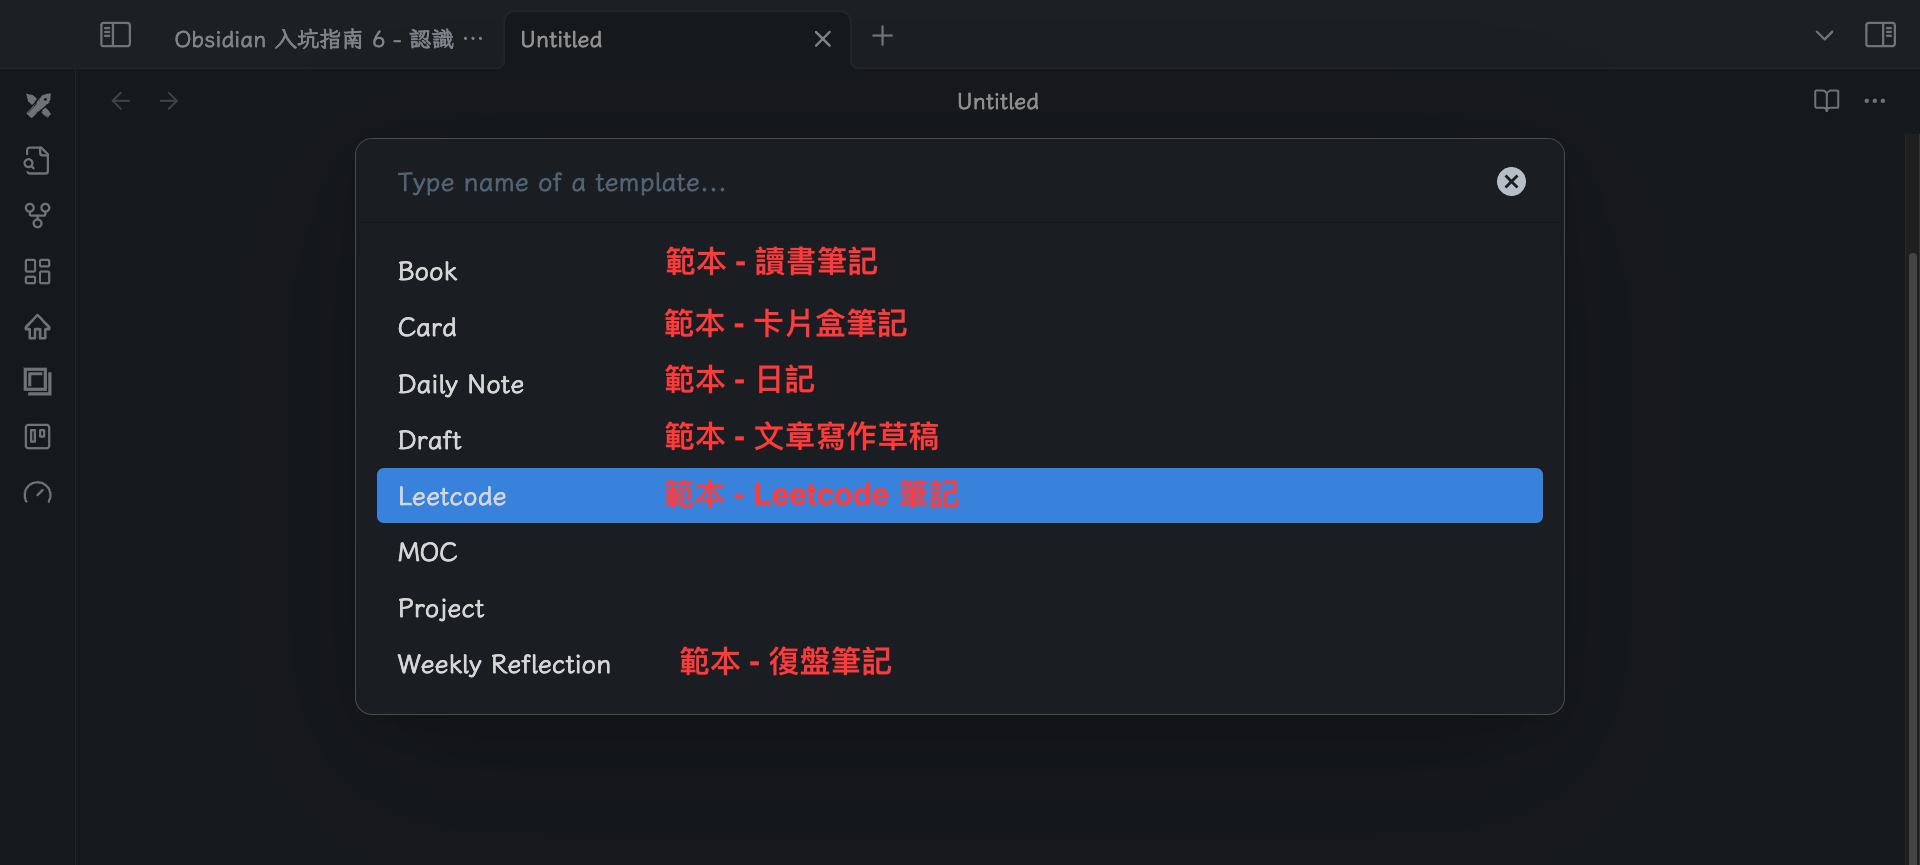 Obsidian 入坑指南 6 - 認識 ...
Untitled
Untitled
Type name of a template...
Book 範本 - 讀書筆記
Card 範本 - 卡片盒筆記
Daily Note 範本 - 日記
Draft 範本 - 文章寫作草稿
Leetcode 範本 - Leetcode 筆記
MOC
Project
Weekly Reflection 範本 - 復盤筆記